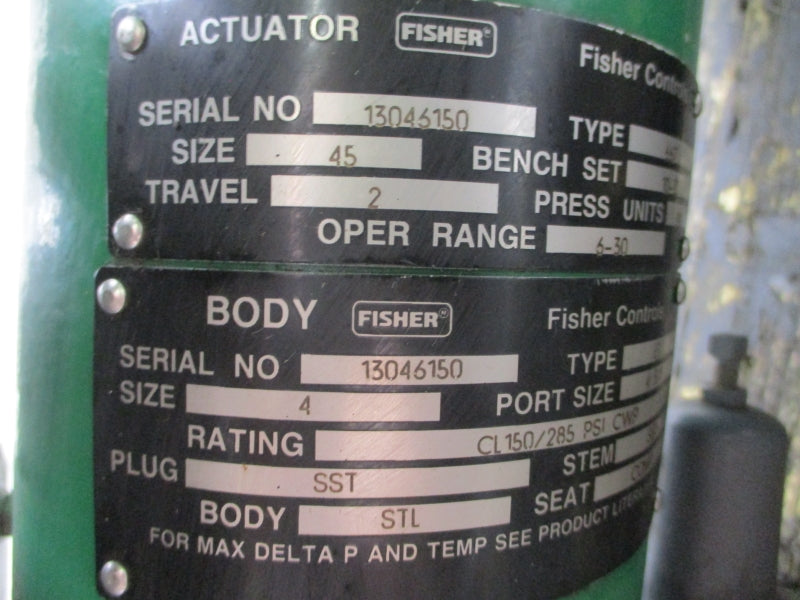 ACTUATOR FISHER Fisher Controls
SERIAL NO 13046150 TYPE
SIZE 45 BENCH SET
TRAVEL 2 PRESS UNITS
OPER RANGE 6-30
BODY FISHER Fisher Controls
SERIAL NO 13046150 TYPE
SIZE 4 PORT SIZE
RATING CL150/285 PSI CWP
PLUG SST STEM
BODY STL SEAT
FOR MAX DELTA P AND TEMP SEE PRODUCT